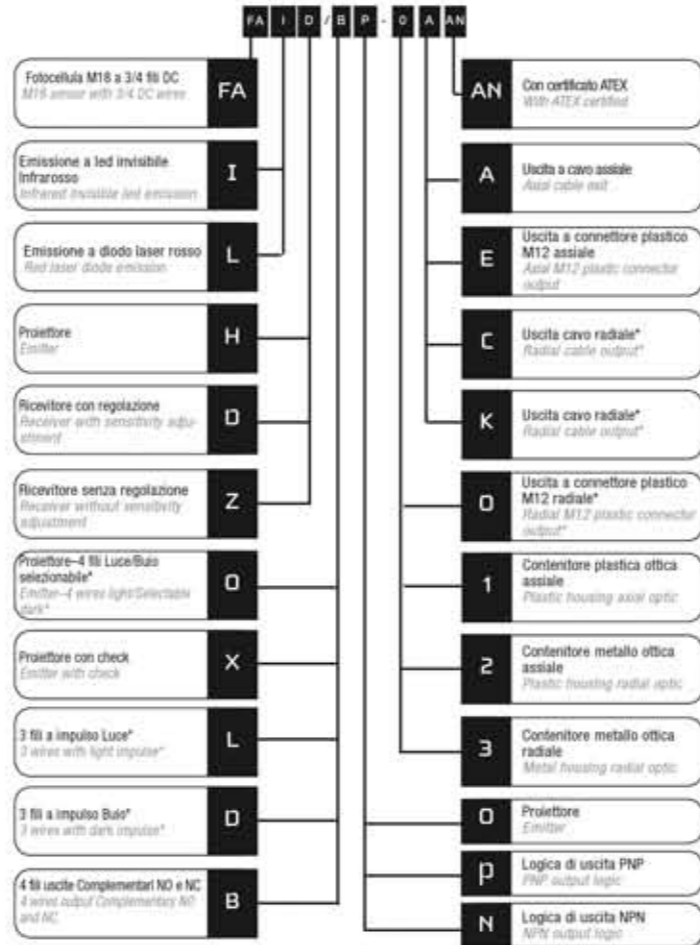 FA I D / B P - 0 A AN
Fotocellula M18 a 3/4 fili DC
M18 sensor with 3/4 DC wires
FA
Emissione a led invisibile
Infrarosso
Infrared invisible led emission
I
Emissione a diodo laser rosso
Red laser diode emission
L
Proiettore
Emitter
H
Ricevitore con regolazione
Receiver with sensitivity adju-
stment
D
Ricevitore senza regolazione
Receiver without sensitivity
adjustment
Z
Proiettore–4 fili Luce/Buio
selezionabile*
Emitter–4 wires light/Selectable
dark*
0
Proiettore con check
Emitter with check
X
3 fili a impulso Luce*
3 wires with light impulse*
L
3 fili a impulso Buio*
3 wires with dark impulse*
D
4 fili uscite Complementari NO e NC
4 wires output Complementary NO
and NC
B
AN
Con certificato ATEX
With ATEX certified
A
Uscita a cavo assiale
Axial cable exit
E
Uscita a connettore plastico
M12 assiale
Axial M12 plastic connector
output
C
Uscita cavo radiale*
Radial cable output*
K
Uscita cavo radiale*
Radial cable output*
0
Uscita a connettore plastico
M12 radiale*
Radial M12 plastic connector
output*
1
Contenitore plastica ottica
assiale
Plastic housing axial optic
2
Contenitore metallo ottica
assiale
Plastic housing radial optic
3
Contenitore metallo ottica
radiale
Metal housing radial optic
0
Proiettore
Emitter
P
Logica di uscita PNP
PNP output logic
N
Logica di uscita NPN
NPN output logic